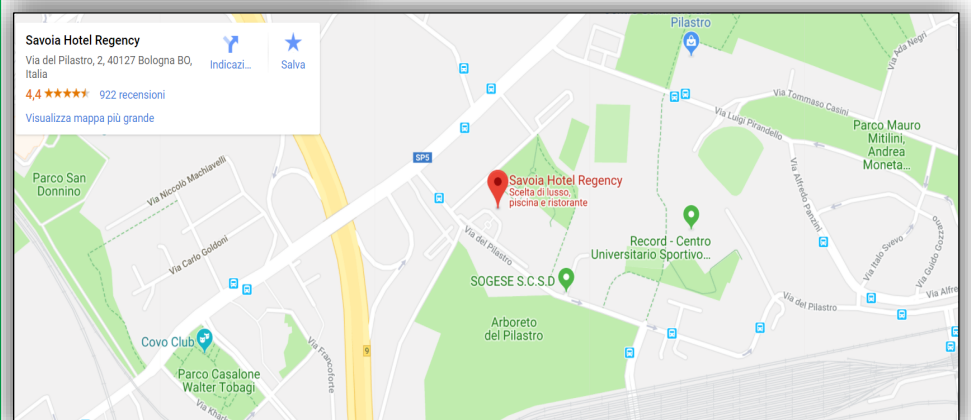 Savoia Hotel Regency
Via del Pilastro, 2, 40127 Bologna BO,
Italia
4,4
922 recensioni
Visualizza mappa più grande
Indicazi...
Salva
Pilastro
Via Ada Negri
Via Tommaso Casini
Via Luigi Pirandello
Parco Mauro
Mitilini,
Andrea
Moneta...
SP5
Parco San
Donnino
Via Niccolò Machiavelli
Savoia Hotel Regency
Scelta di lusso,
piscina e ristorante
Via Alfredo Panzini
Via Carlo Goldoni
Via del Pilastro
Record - Centro
Universitario Sportivo...
Via Italo Svevo
Via Guido Gozzano
SOGESE S.C.S.D
Via Alfre
Via del Pilastro
Arboreto
del Pilastro
Covo Club
Via Francoforte
9
Parco Casalone
Walter Tobagi
Via Khar